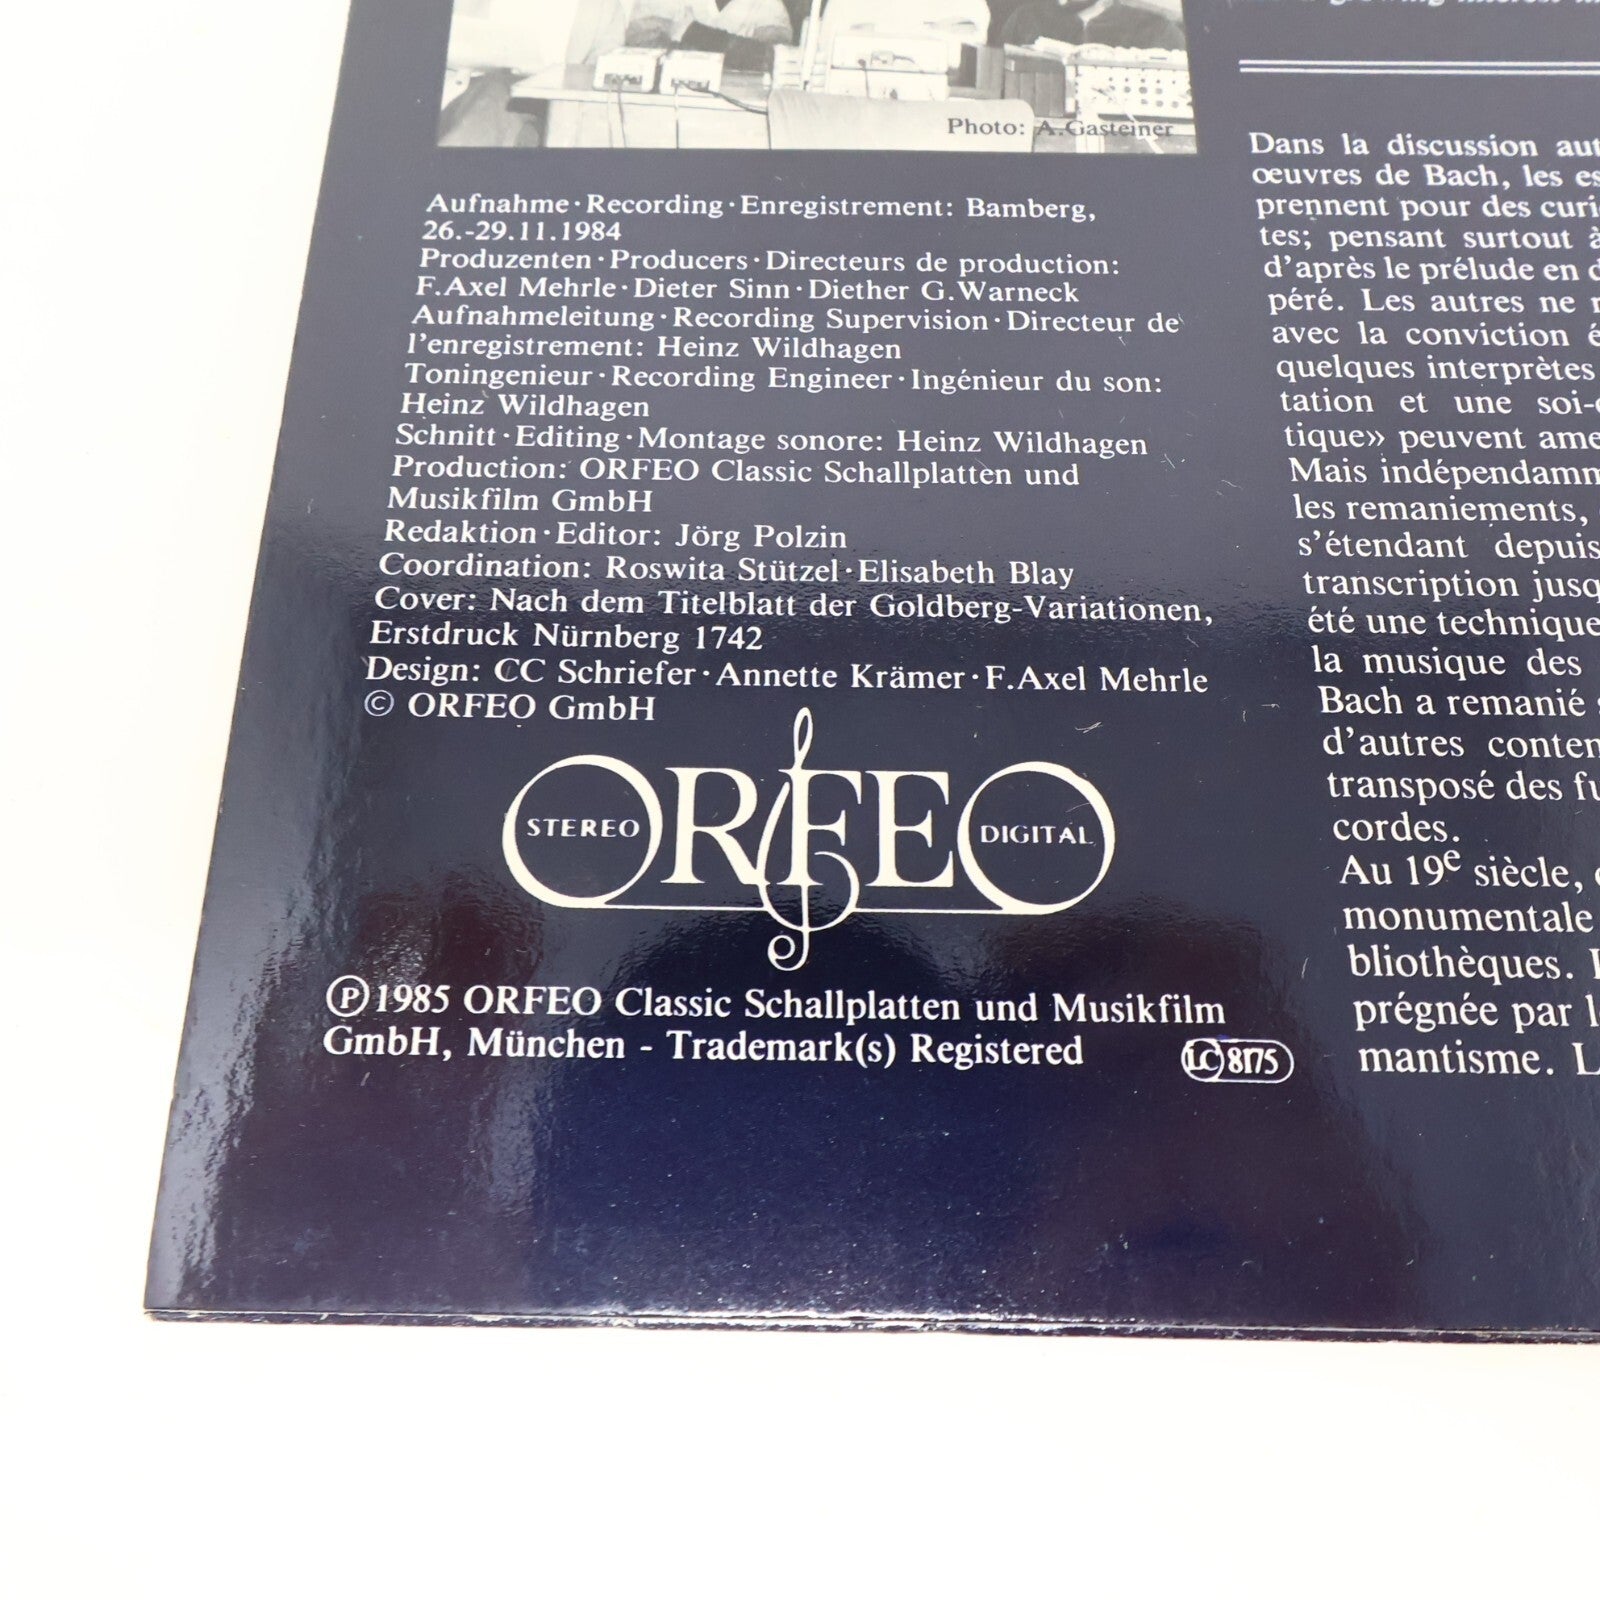 Photo: A.Gasteiner
Aufnahme·Recording·Enregistrement: Bamberg,
26.-29.11.1984
Produzenten·Producers·Directeurs de production:
F.Axel Mehrle·Dieter Sinn·Diether G.Warneck
Aufnahmeleitung·Recording Supervision·Directeur de
l'enregistrement: Heinz Wildhagen
Toningenieur·Recording Engineer·Ingénieur du son:
Heinz Wildhagen
Schnitt·Editing·Montage sonore: Heinz Wildhagen
Production: ORFEO Classic Schallplatten und
Musikfilm GmbH
Redaktion·Editor: Jörg Polzin
Coordination: Roswita Stützel·Elisabeth Blay
Cover: Nach dem Titelblatt der Goldberg-Variationen,
Erstdruck Nürnberg 1742
Design: CC Schriefer·Annette Krämer·F.Axel Mehrle
© ORFEO GmbH
STEREO ORFEO DIGITAL
℗1985 ORFEO Classic Schallplatten und Musikfilm
GmbH, München - Trademark(s) Registered
LC 8175
growing interest
Dans la discussion
œuvres de Bach, les
prennent pour des
tes; pensant surtout à
d'après le prélude en
péré. Les autres ne
avec la conviction
quelques interprètes
tation et une
tique» peuvent
Mais
les remaniements,
s'étendant depuis
transcription
été une technique
la musique des
Bach a remanié
d'autres
transposé des
cordes.
Au 19e siècle,
monumentale
bliothèques.
prégnée par
mantisme.